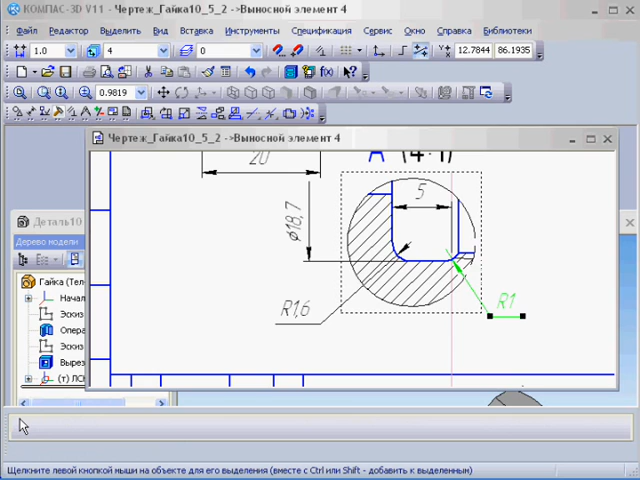 КОМПАС-3D V11 - Чертеж_Гайка10_5_2 ->Выносной элемент 4
Файл Редактор Выделить Вид Вставка Инструменты Спецификация Сервис Окно Справка Библиотеки
1.0 4 0 12.7844 86.1935
0.9819
Чертеж_Гайка10_5_2 ->Выносной элемент 4
20 А (4:1)
5
⌀18,7
R1,6
R1
Деталь10
Дерево модели
Гайка (Тел
Начал
Эскиз
Опера
Эскиз
Вырез
(т) ЛСК
Щелкните левой кнопкой мыши на объекте для его выделения (вместе с Ctrl или Shift - добавить к выделенным)